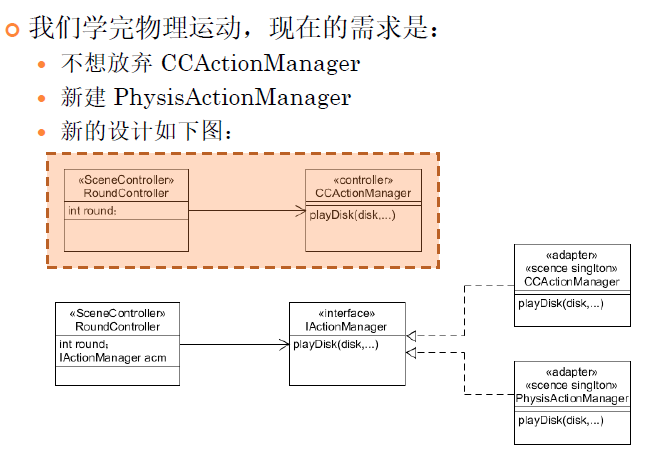 我们学完物理运动，现在的需求是：
不想放弃 CCActionManager
新建 PhysisActionManager
新的设计如下图：
«SceneController»
RoundController
int round;
«controller»
CCActionManager
playDisk(disk,...)
«SceneController»
RoundController
int round;
IActionManager acm
«interface»
IActionManager
playDisk(disk,...)
«adapter»
«scence singlton»
CCActionManager
playDisk(disk,...)
«adapter»
«scence singlton»
PhysisActionManager
playDisk(disk,...)